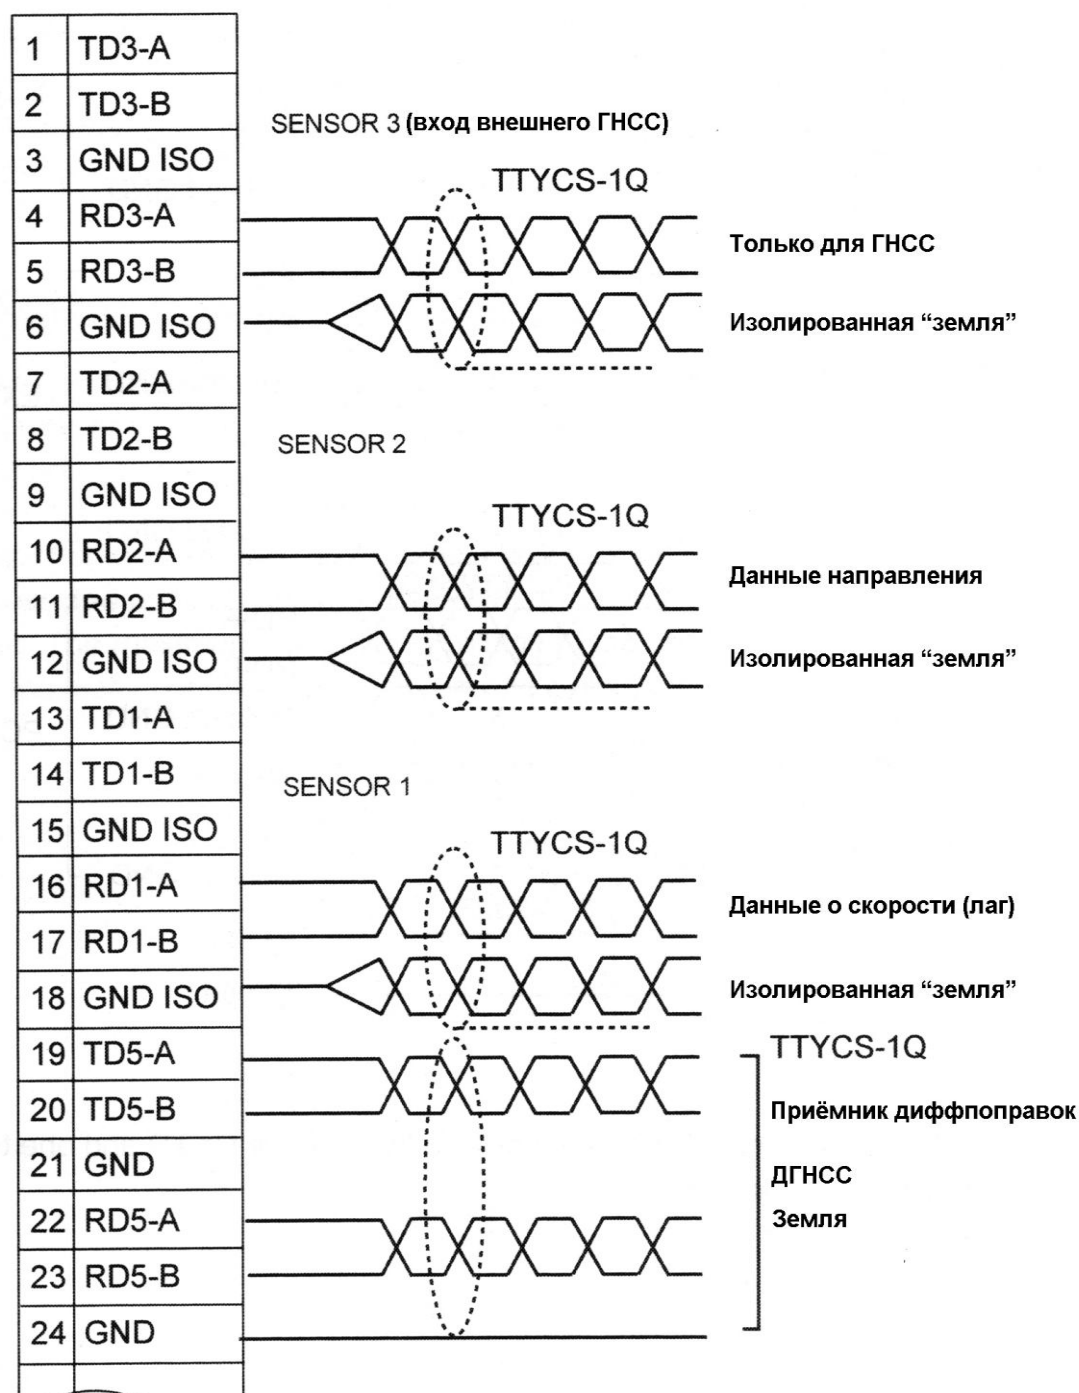 1 TD3-A
2 TD3-B
SENSOR 3 (вход внешнего ГНСС)
3 GND ISO
TTYCS-1Q
4 RD3-A
Только для ГНСС
5 RD3-B
6 GND ISO
Изолированная “земля”
7 TD2-A
8 TD2-B
SENSOR 2
9 GND ISO
TTYCS-1Q
10 RD2-A
Данные направления
11 RD2-B
12 GND ISO
Изолированная “земля”
13 TD1-A
14 TD1-B
SENSOR 1
15 GND ISO
TTYCS-1Q
16 RD1-A
Данные о скорости (лаг)
17 RD1-B
18 GND ISO
Изолированная “земля”
19 TD5-A
TTYCS-1Q
20 TD5-B
Приёмник диффпоправок
21 GND
ДГНСС
22 RD5-A
Земля
23 RD5-B
24 GND